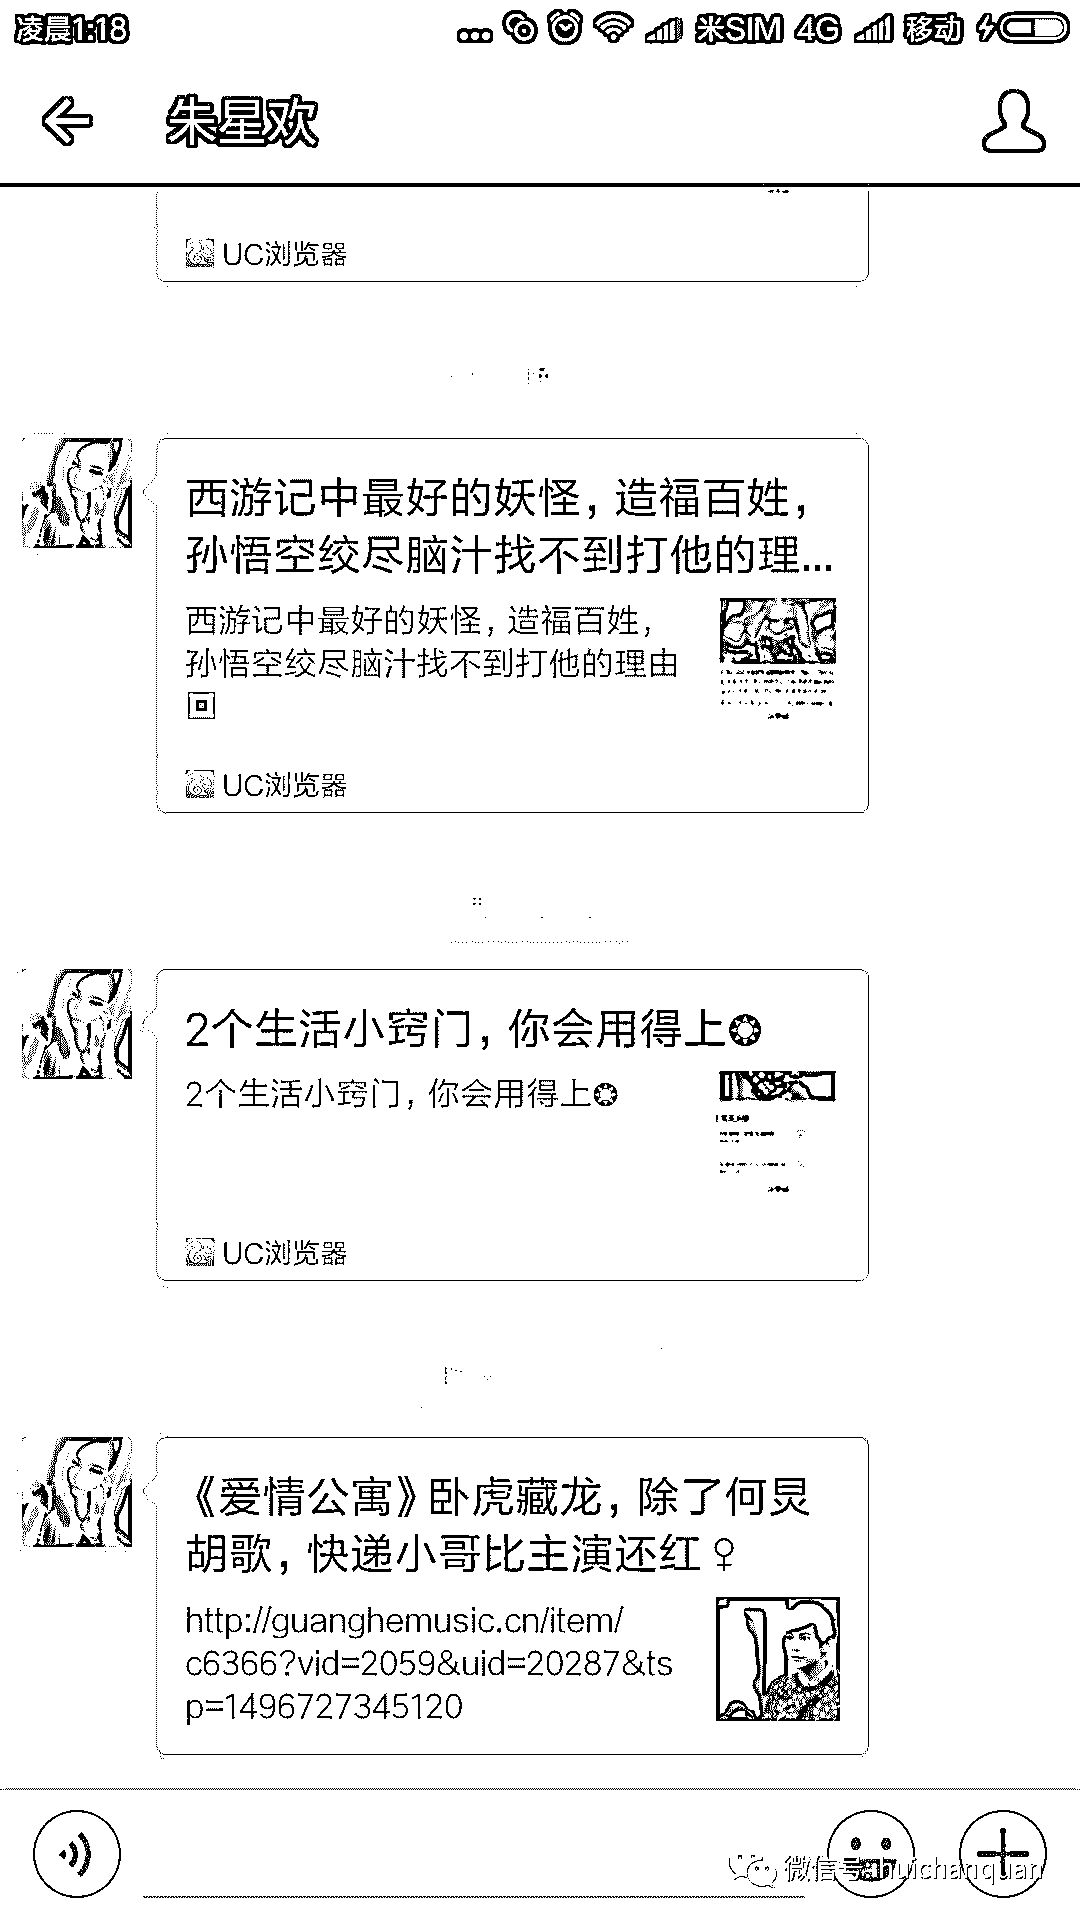 凌晨1:18
米SIM 4G 移动
朱星欢
UC浏览器
西游记中最好的妖怪，造福百姓，
孙悟空绞尽脑汁找不到打他的理...
西游记中最好的妖怪，造福百姓，
孙悟空绞尽脑汁找不到打他的理由
UC浏览器
2个生活小窍门，你会用得上
2个生活小窍门，你会用得上
UC浏览器
《爱情公寓》卧虎藏龙，除了何炅
胡歌，快递小哥比主演还红♀
http://guanghemusic.cn/item/
c6366?vid=2059&uid=20287&ts
p=1496727345120
微信号: huichanquan